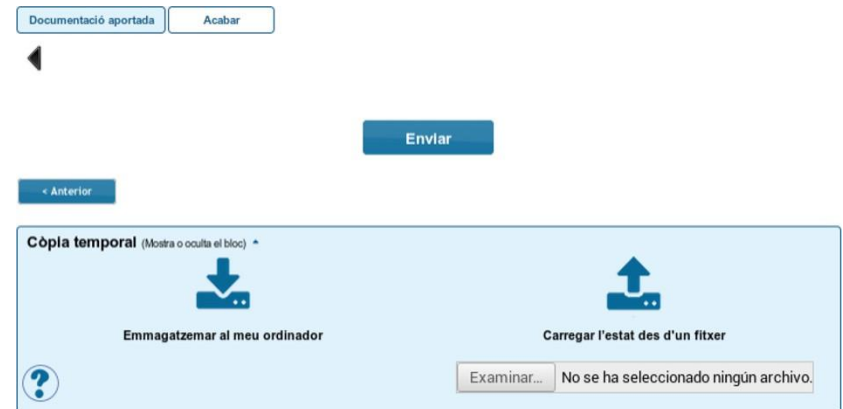 Documentació aportada
Acabar
Enviar
< Anterior
Còpia temporal (Mostra o oculta el bloc)
Emmagatzemar al meu ordinador
Carregar l'estat des d'un fitxer
?
Examinar... No se ha seleccionado ningún archivo.